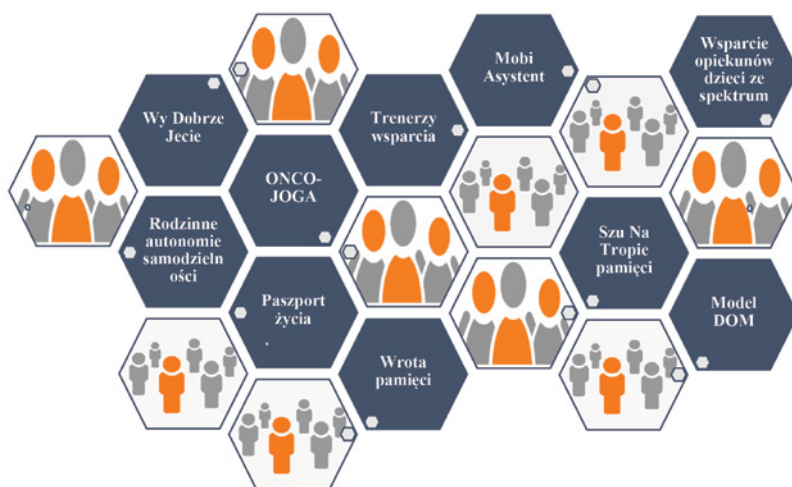 Wy Dobrze
Jecie
Rodzinne
autonomie
samodzieln
ości
ONCO-
JOGA
Paszport
życia
.
Trenerzy
wsparcia
Wrota
pamięci
Mobi
Asystent
Szu Na
Tropie
pamięci
Wsparcie
opiekunów
dzieci ze
spektrum
Model
DOM